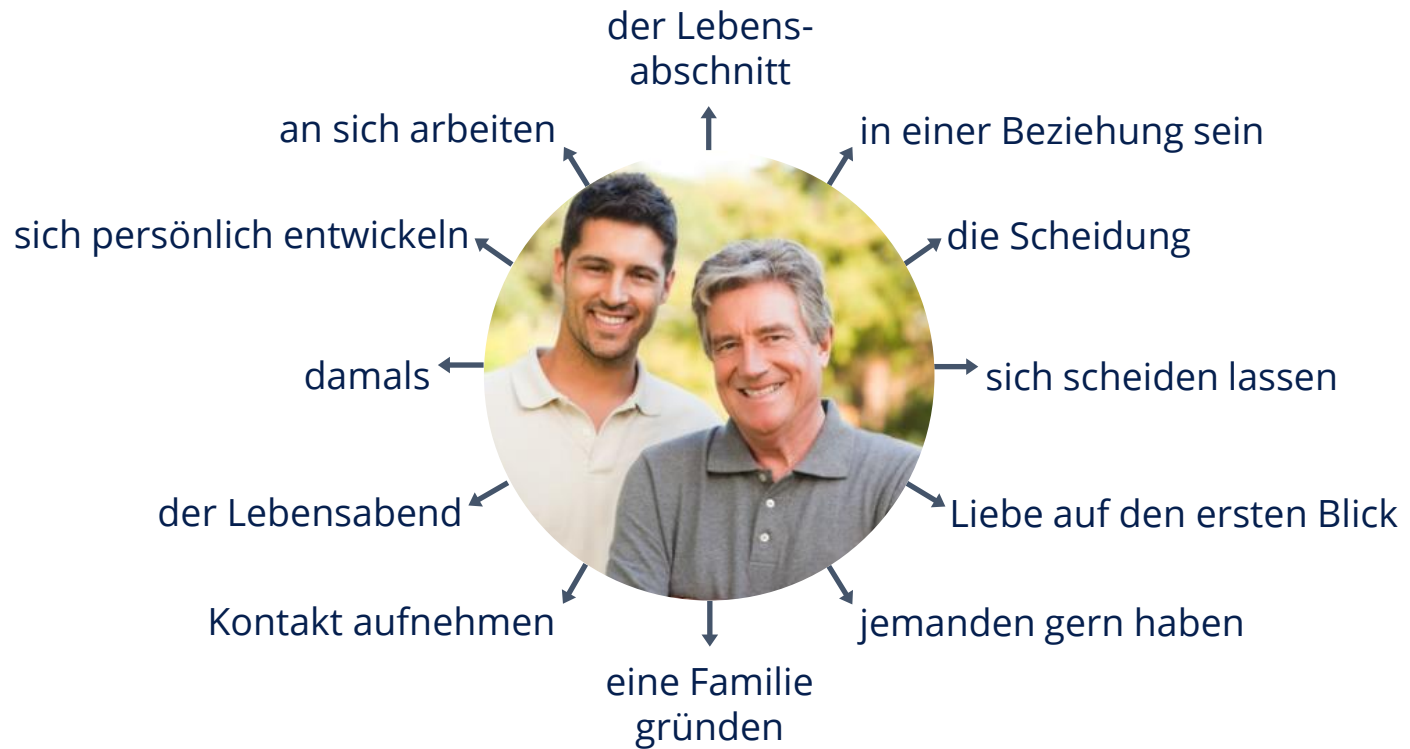 der Lebens-
abschnitt
an sich arbeiten
in einer Beziehung sein
sich persönlich entwickeln
die Scheidung
damals
sich scheiden lassen
der Lebensabend
Liebe auf den ersten Blick
Kontakt aufnehmen
jemanden gern haben
eine Familie
gründen